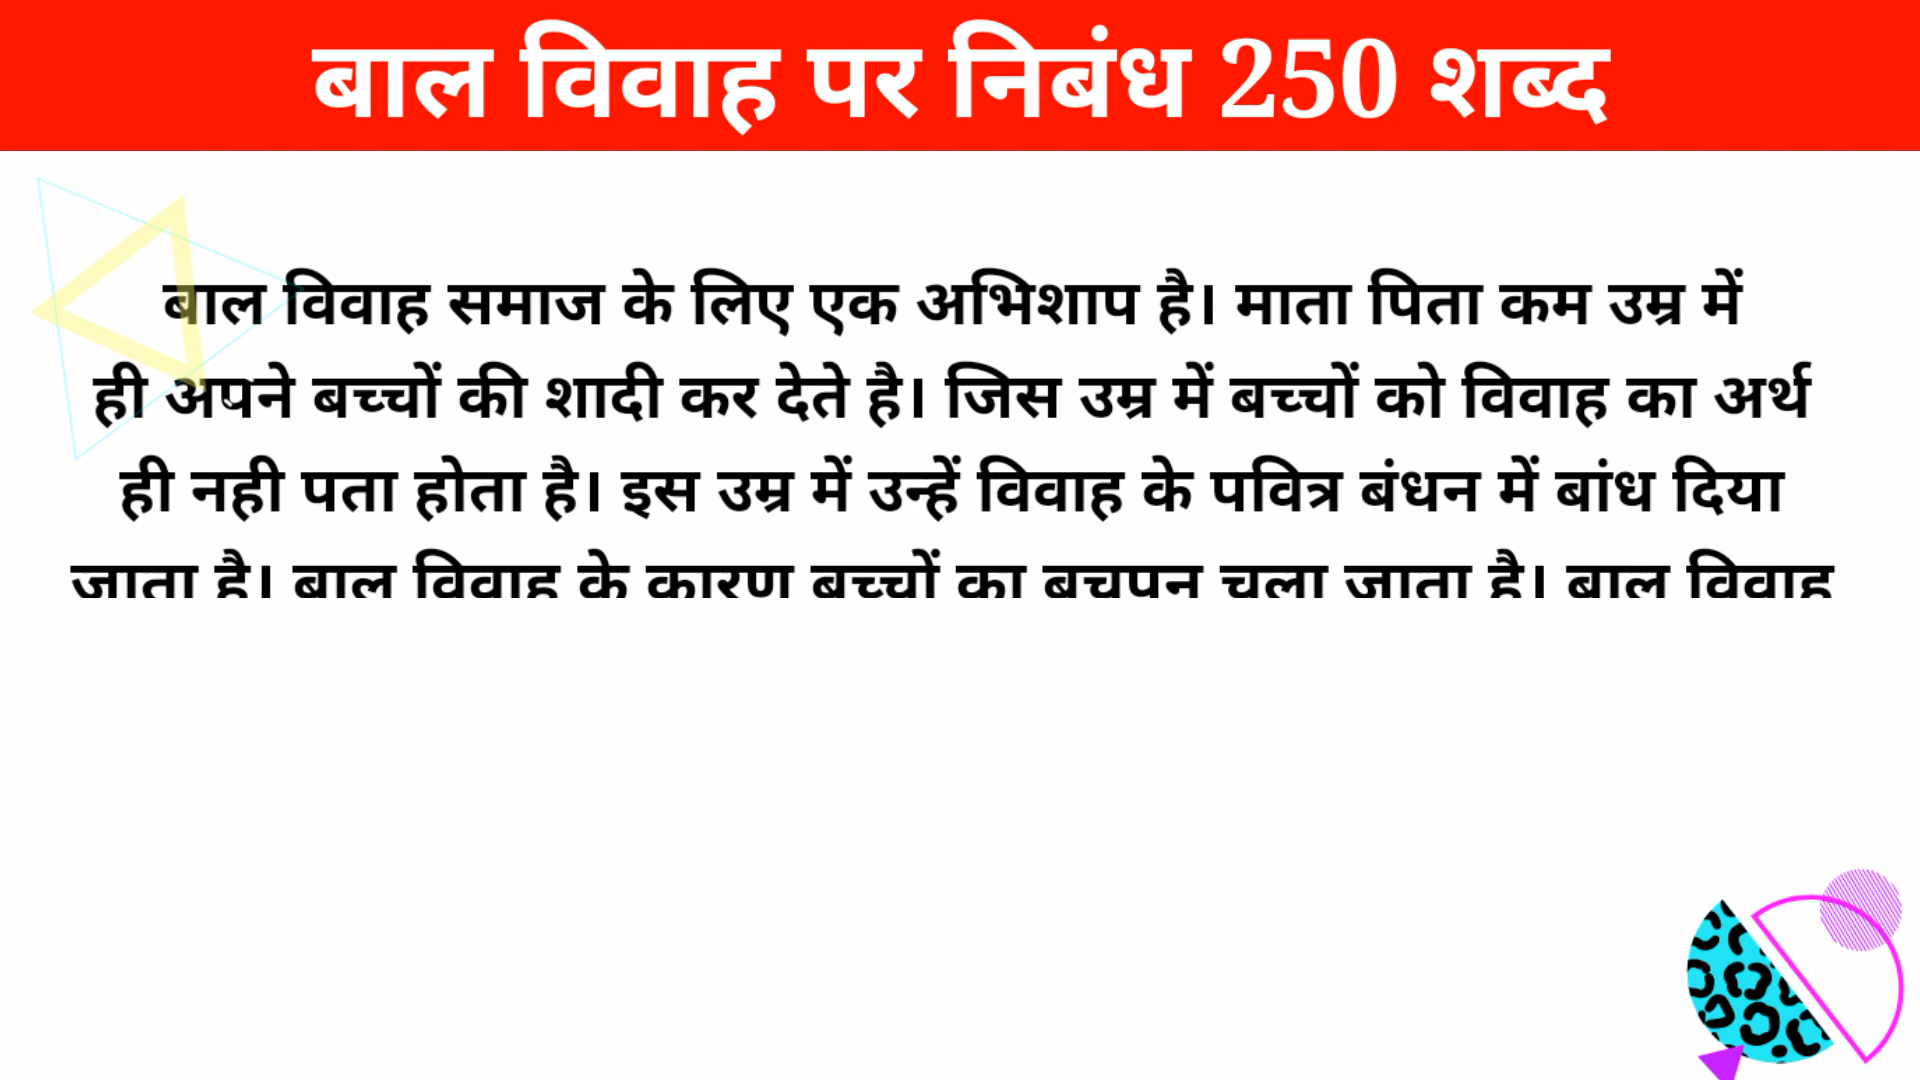 बाल विवाह पर निबंध 250 शब्द
बाल विवाह समाज के लिए एक अभिशाप है। माता पिता कम उम्र में
ही अपने बच्चों की शादी कर देते है। जिस उम्र में बच्चों को विवाह का अर्थ
ही नही पता होता है। इस उम्र में उन्हें विवाह के पवित्र बंधन में बांध दिया
जाता है। बाल विवाह के कारण बच्चों का बचपन चला जाता है। बाल विवाह